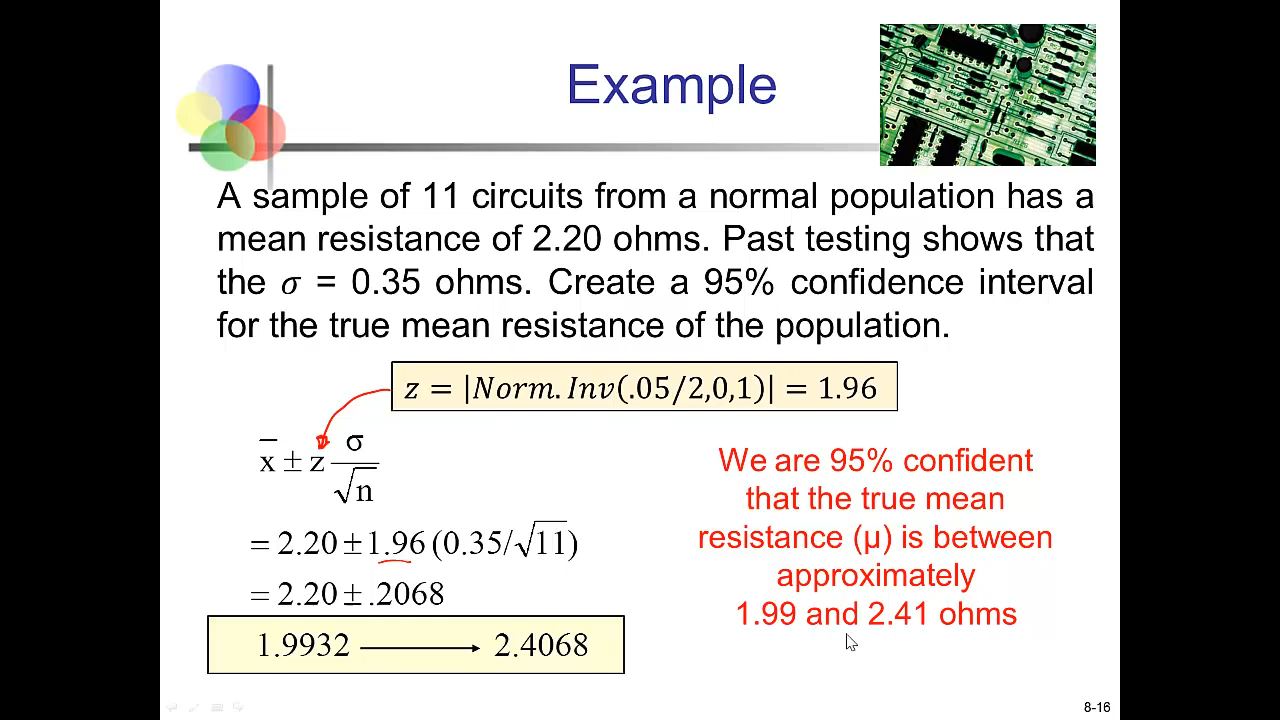 Example
A sample of 11 circuits from a normal population has a
mean resistance of 2.20 ohms. Past testing shows that
the σ = 0.35 ohms. Create a 95% confidence interval
for the true mean resistance of the population.
z = |Norm. Inv(.05/2,0,1)| = 1.96
x̄ ± z σ/√n
= 2.20 ± 1.96 (0.35/√11)
= 2.20 ± .2068
1.9932 → 2.4068
We are 95% confident
that the true mean
resistance (μ) is between
approximately
1.99 and 2.41 ohms
8-16